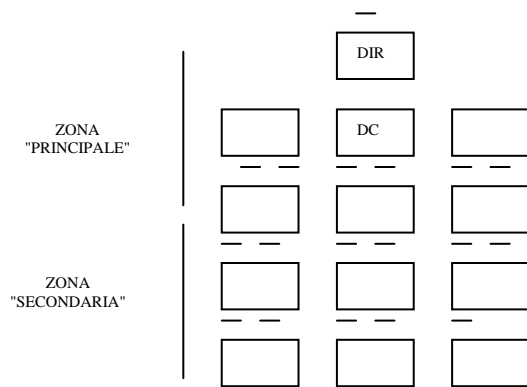 DIR
ZONA
"PRINCIPALE"
DC
ZONA
"SECONDARIA"